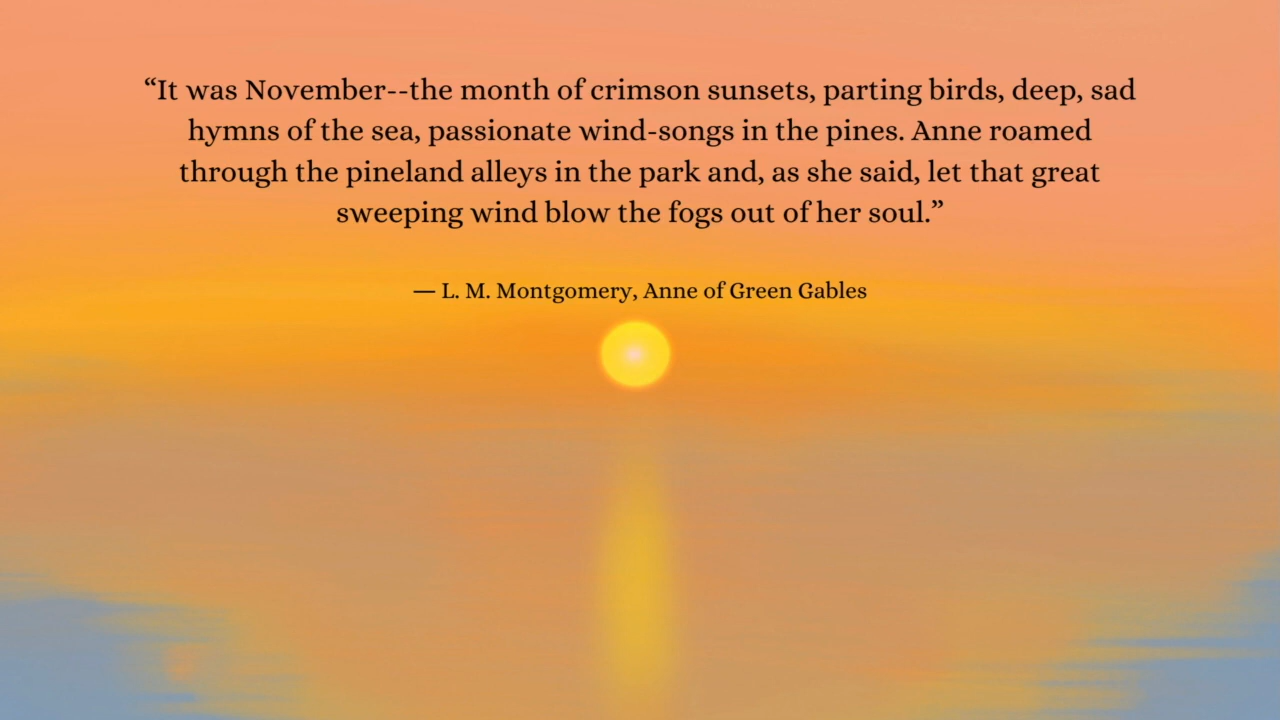 “It was November--the month of crimson sunsets, parting birds, deep, sad
hymns of the sea, passionate wind-songs in the pines. Anne roamed
through the pineland alleys in the park and, as she said, let that great
sweeping wind blow the fogs out of her soul.”
— L. M. Montgomery, Anne of Green Gables